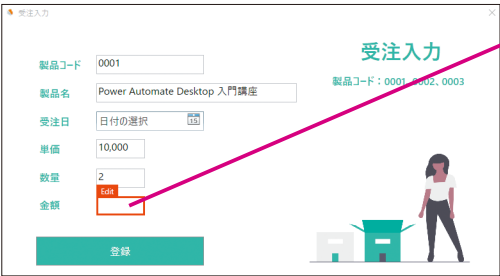 受注入力
受注入力
製品コード：0001、0002、0003
製品コード 0001
製品名 Power Automate Desktop 入門講座
受注日 日付の選択 15
単価 10,000
数量 2
Edit
金額
登録